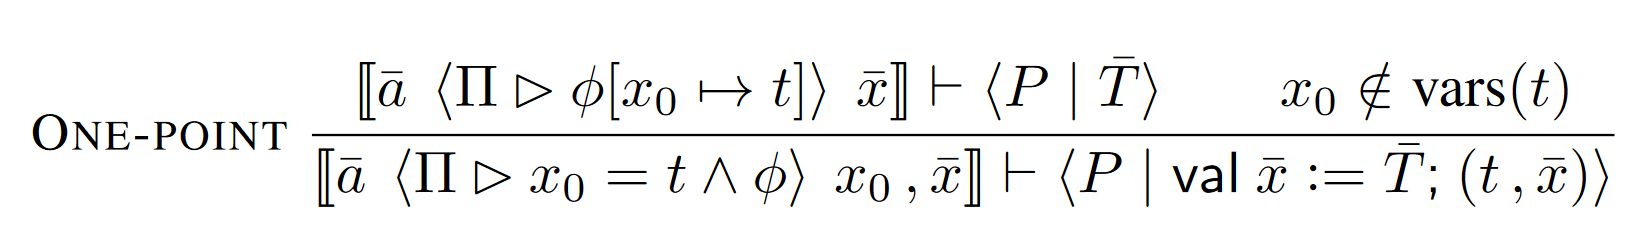 ⟦ā ⟨Π ▷ ϕ[x₀ ↦ t]⟩ x̄⟧ ⊢ ⟨P | T̄⟩ x₀ ∉ vars(t)
ONE-POINT
⟦ā ⟨Π ▷ x₀ = t ∧ ϕ⟩ x₀ , x̄⟧ ⊢ ⟨P | val x̄ := T̄; (t , x̄)⟩